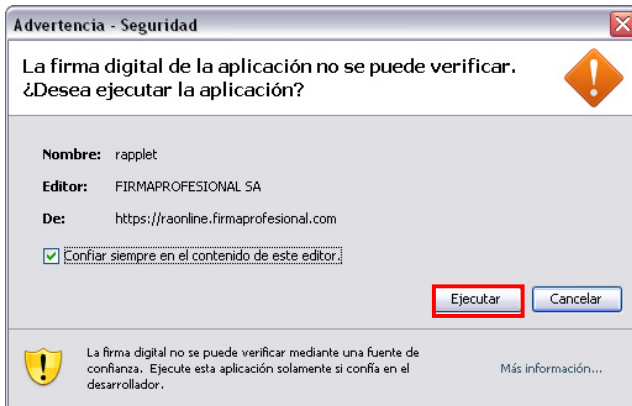 Advertencia - Seguridad
La firma digital de la aplicación no se puede verificar.
¿Desea ejecutar la aplicación?
Nombre: rapplet
Editor: FIRMAPROFESIONAL SA
De: https://raonline.firmaprofesional.com
Confiar siempre en el contenido de este editor.
Ejecutar Cancelar
La firma digital no se puede verificar mediante una fuente de
confianza. Ejecute esta aplicación solamente si confía en el
desarrollador.
Más información...